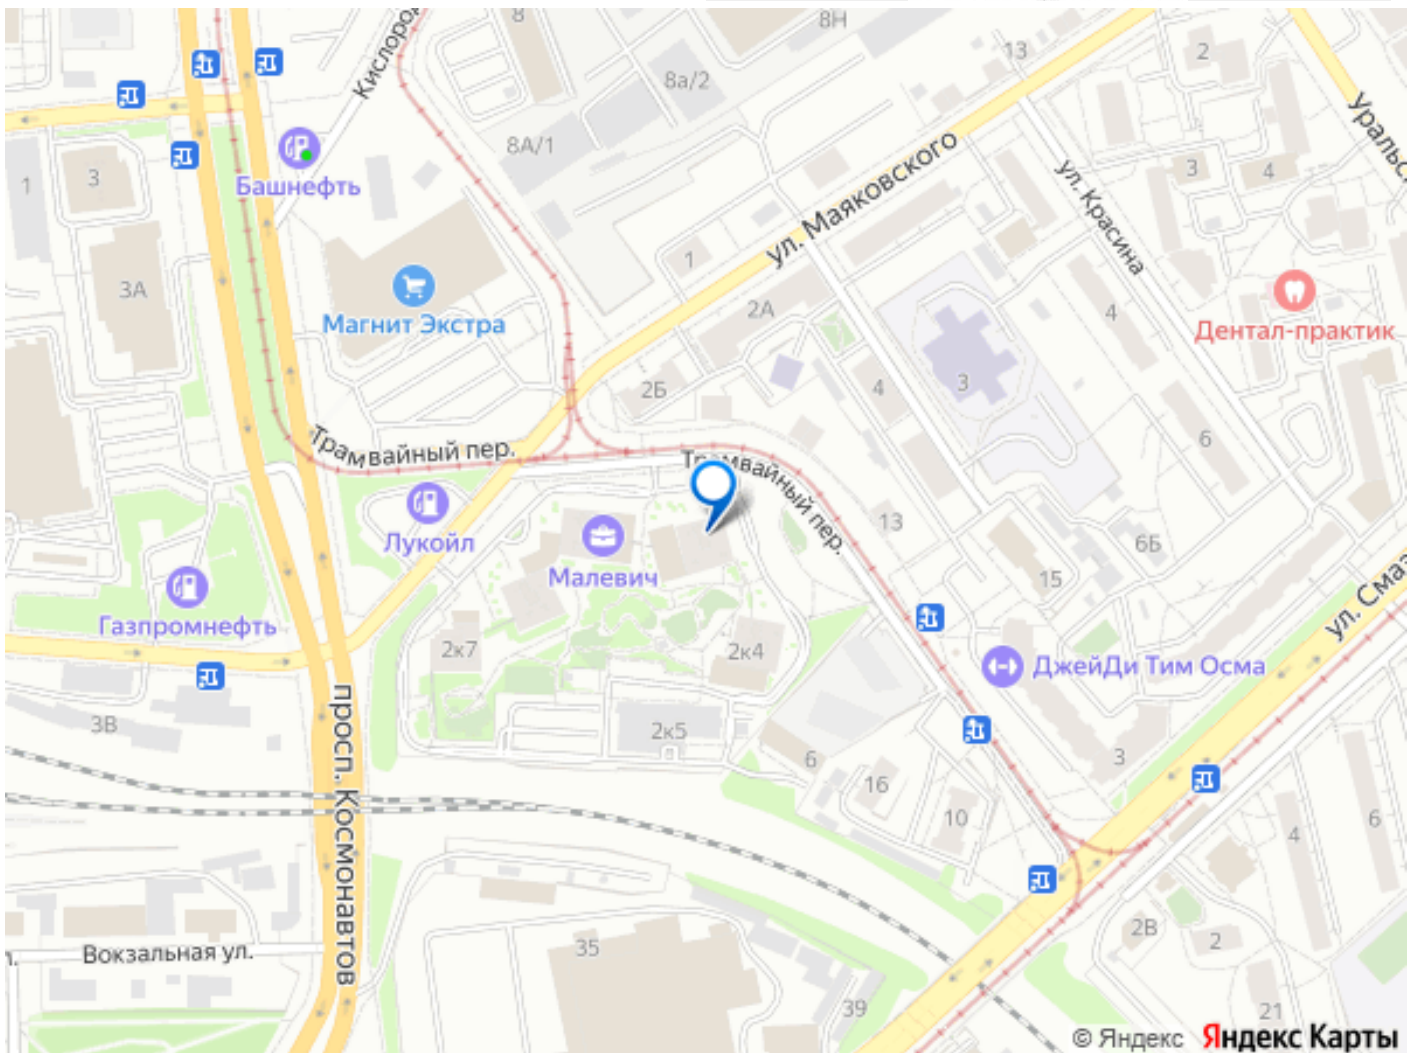 8
8Н
13
2
Кислород
8а/2
ул. Маяковского
Уральс
8А/1
Башнефть
1
3
ул. Красина
3
4
1
3А
Магнит Экстра
2А
4
Дентал-практик
2Б
4
3
6
Трамвайный пер.
Трамвайный пер.
Лукойл
Малевич
13
6Б
15
ул. Смаз
Газпромнефть
2к7
2к4
ДжейДи Тим Осма
3В
просп. Космонавтов
2к5
6
3
16
10
4
6
Вокзальная ул.
35
2В
2
39
21
© Яндекс Яндекс Карты